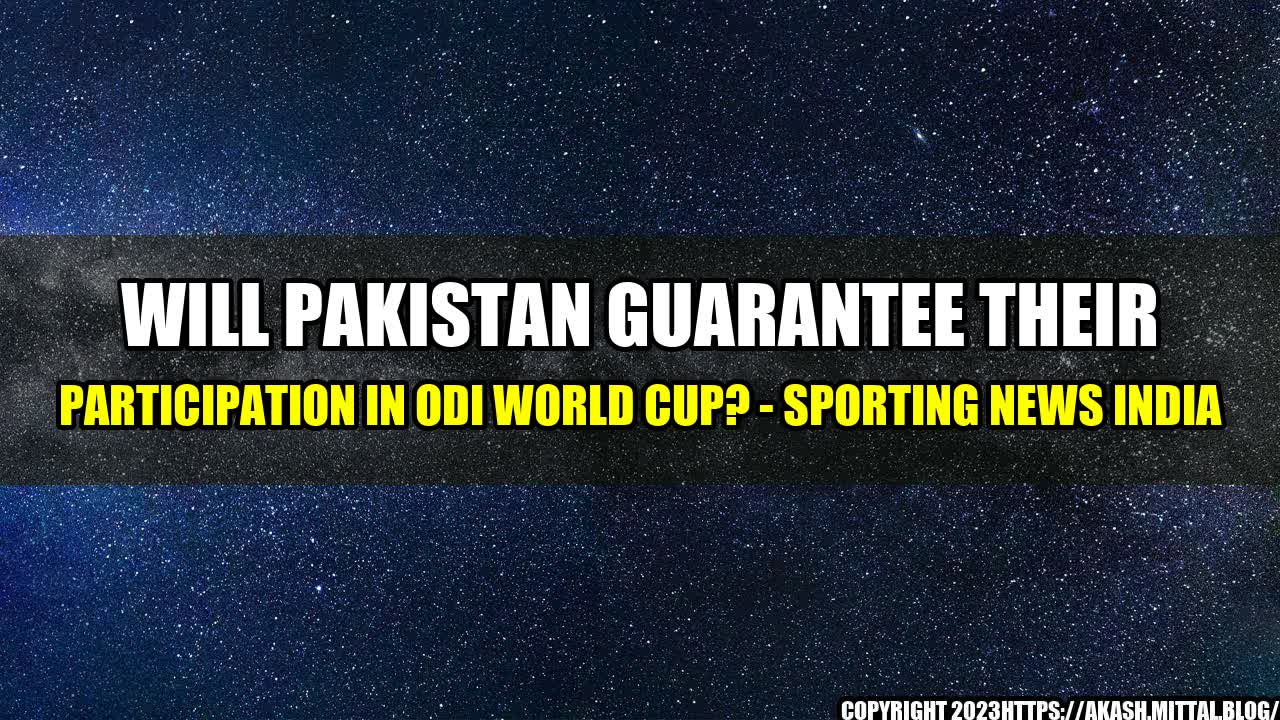 WILL PAKISTAN GUARANTEE THEIR
PARTICIPATION IN ODI WORLD CUP? - SPORTING NEWS INDIA
COPYRIGHT 2023HTTPS://AKASH.MITTAL.BLOG/